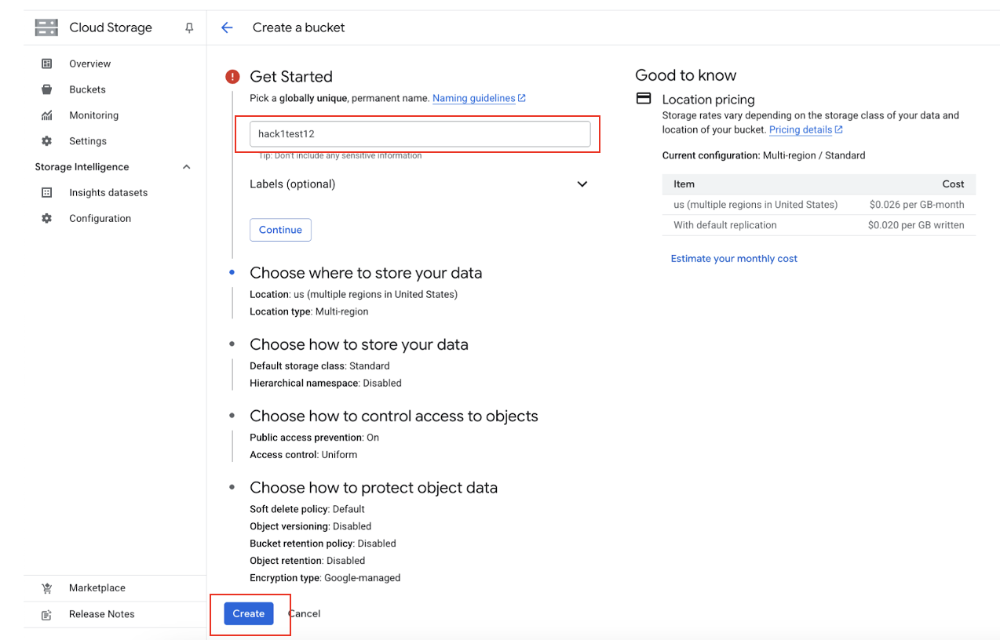 Cloud Storage
Create a bucket
Overview
Buckets
Monitoring
Settings
Storage Intelligence
Insights datasets
Configuration
Marketplace
Release Notes
Get Started
Pick a globally unique, permanent name. Naming guidelines
hack1test12
Tip: Don't include any sensitive information
Labels (optional)
Continue
Choose where to store your data
Location: us (multiple regions in United States)
Location type: Multi-region
Choose how to store your data
Default storage class: Standard
Hierarchical namespace: Disabled
Choose how to control access to objects
Public access prevention: On
Access control: Uniform
Choose how to protect object data
Soft delete policy: Default
Object versioning: Disabled
Bucket retention policy: Disabled
Object retention: Disabled
Encryption type: Google-managed
Create Cancel
Good to know
Location pricing
Storage rates vary depending on the storage class of your data and
location of your bucket. Pricing details
Current configuration: Multi-region / Standard
Item Cost
us (multiple regions in United States) $0.026 per GB-month
With default replication $0.020 per GB written
Estimate your monthly cost